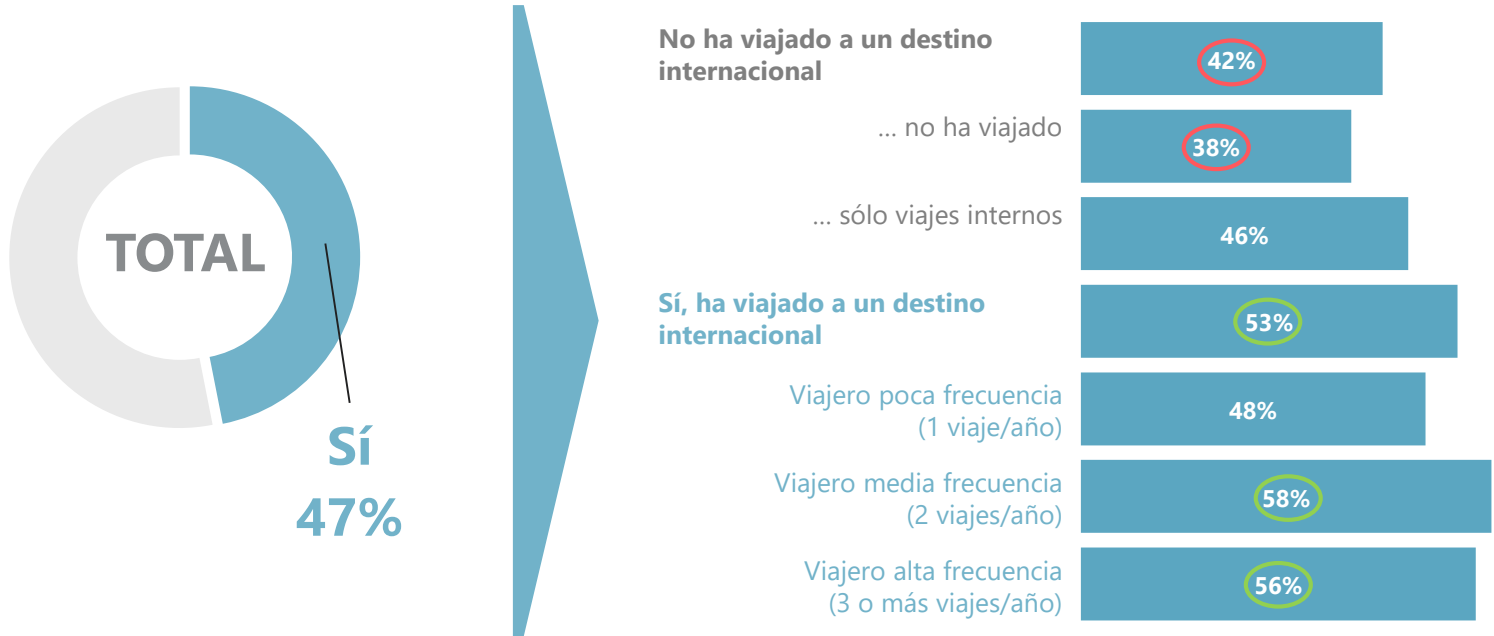 TOTAL
Sí
47%
No ha viajado a un destino
internacional
42%
... no ha viajado
38%
... sólo viajes internos
46%
Sí, ha viajado a un destino
internacional
53%
Viajero poca frecuencia
(1 viaje/año)
48%
Viajero media frecuencia
(2 viajes/año)
58%
Viajero alta frecuencia
(3 o más viajes/año)
56%